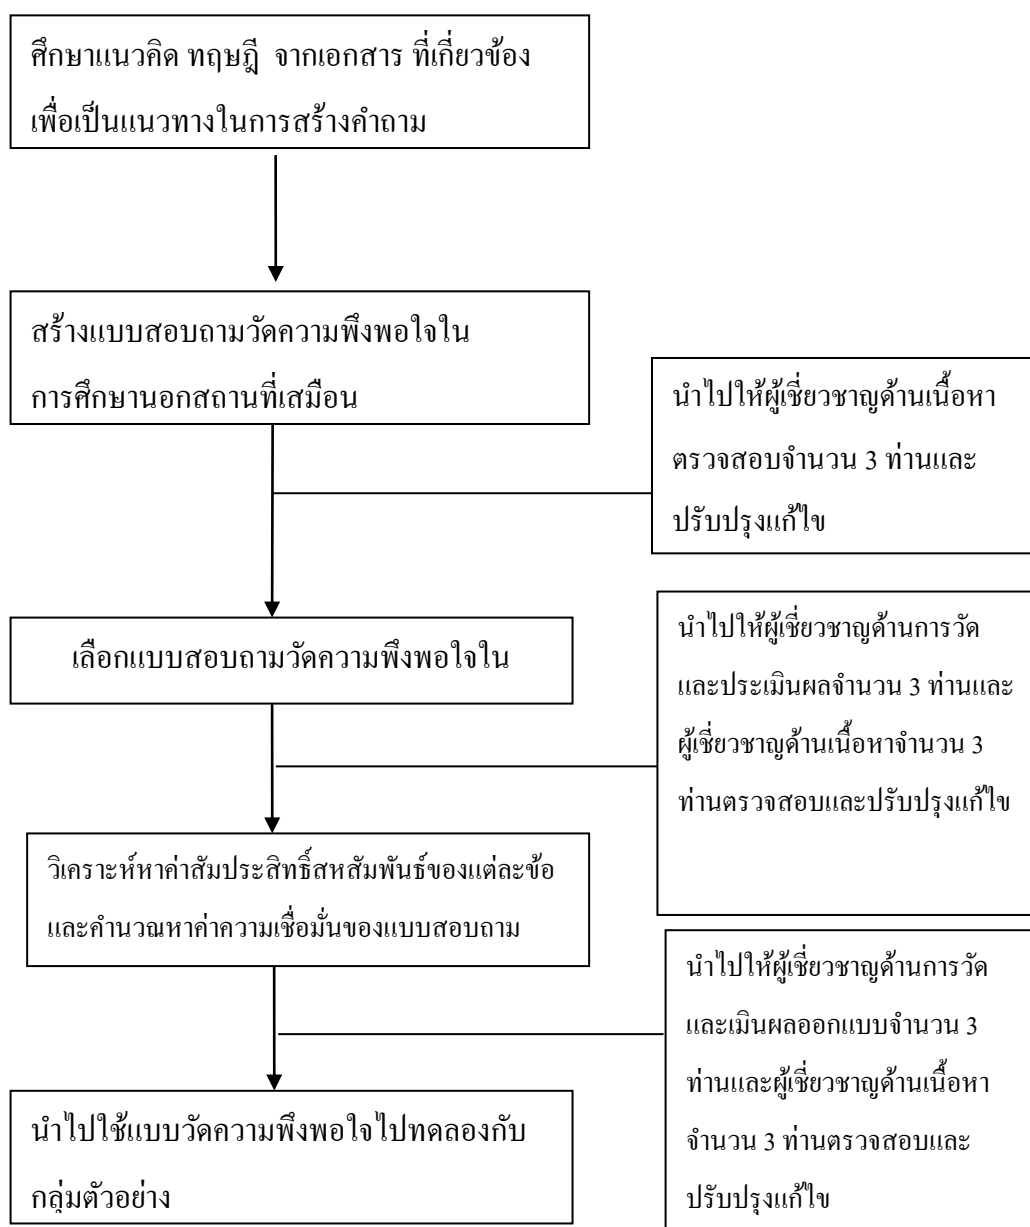 ศึกษาแนวคิด ทฤษฎี จากเอกสาร ที่เกี่ยวข้อง
เพื่อเป็นแนวทางในการสร้างคำถาม
สร้างแบบสอบถามวัดความพึงพอใจใน
การศึกษานอกสถานที่เสมือน
นำไปให้ผู้เชี่ยวชาญด้านเนื้อหา
ตรวจสอบจำนวน 3 ท่านและ
ปรับปรุงแก้ไข
เลือกแบบสอบถามวัดความพึงพอใจใน
นำไปให้ผู้เชี่ยวชาญด้านการวัด
และประเมินผลจำนวน 3 ท่านและ
ผู้เชี่ยวชาญด้านเนื้อหาจำนวน 3
ท่านตรวจสอบและปรับปรุงแก้ไข
วิเคราะห์หาค่าสัมประสิทธิ์สหสัมพันธ์ของแต่ละข้อ
และคำนวณหาค่าความเชื่อมั่นของแบบสอบถาม
นำไปให้ผู้เชี่ยวชาญด้านการวัด
และเมินผลออกแบบจำนวน 3
ท่านและผู้เชี่ยวชาญด้านเนื้อหา
จำนวน 3 ท่านตรวจสอบและ
ปรับปรุงแก้ไข
นำไปใช้แบบวัดความพึงพอใจไปทดลองกับ
กลุ่มตัวอย่าง